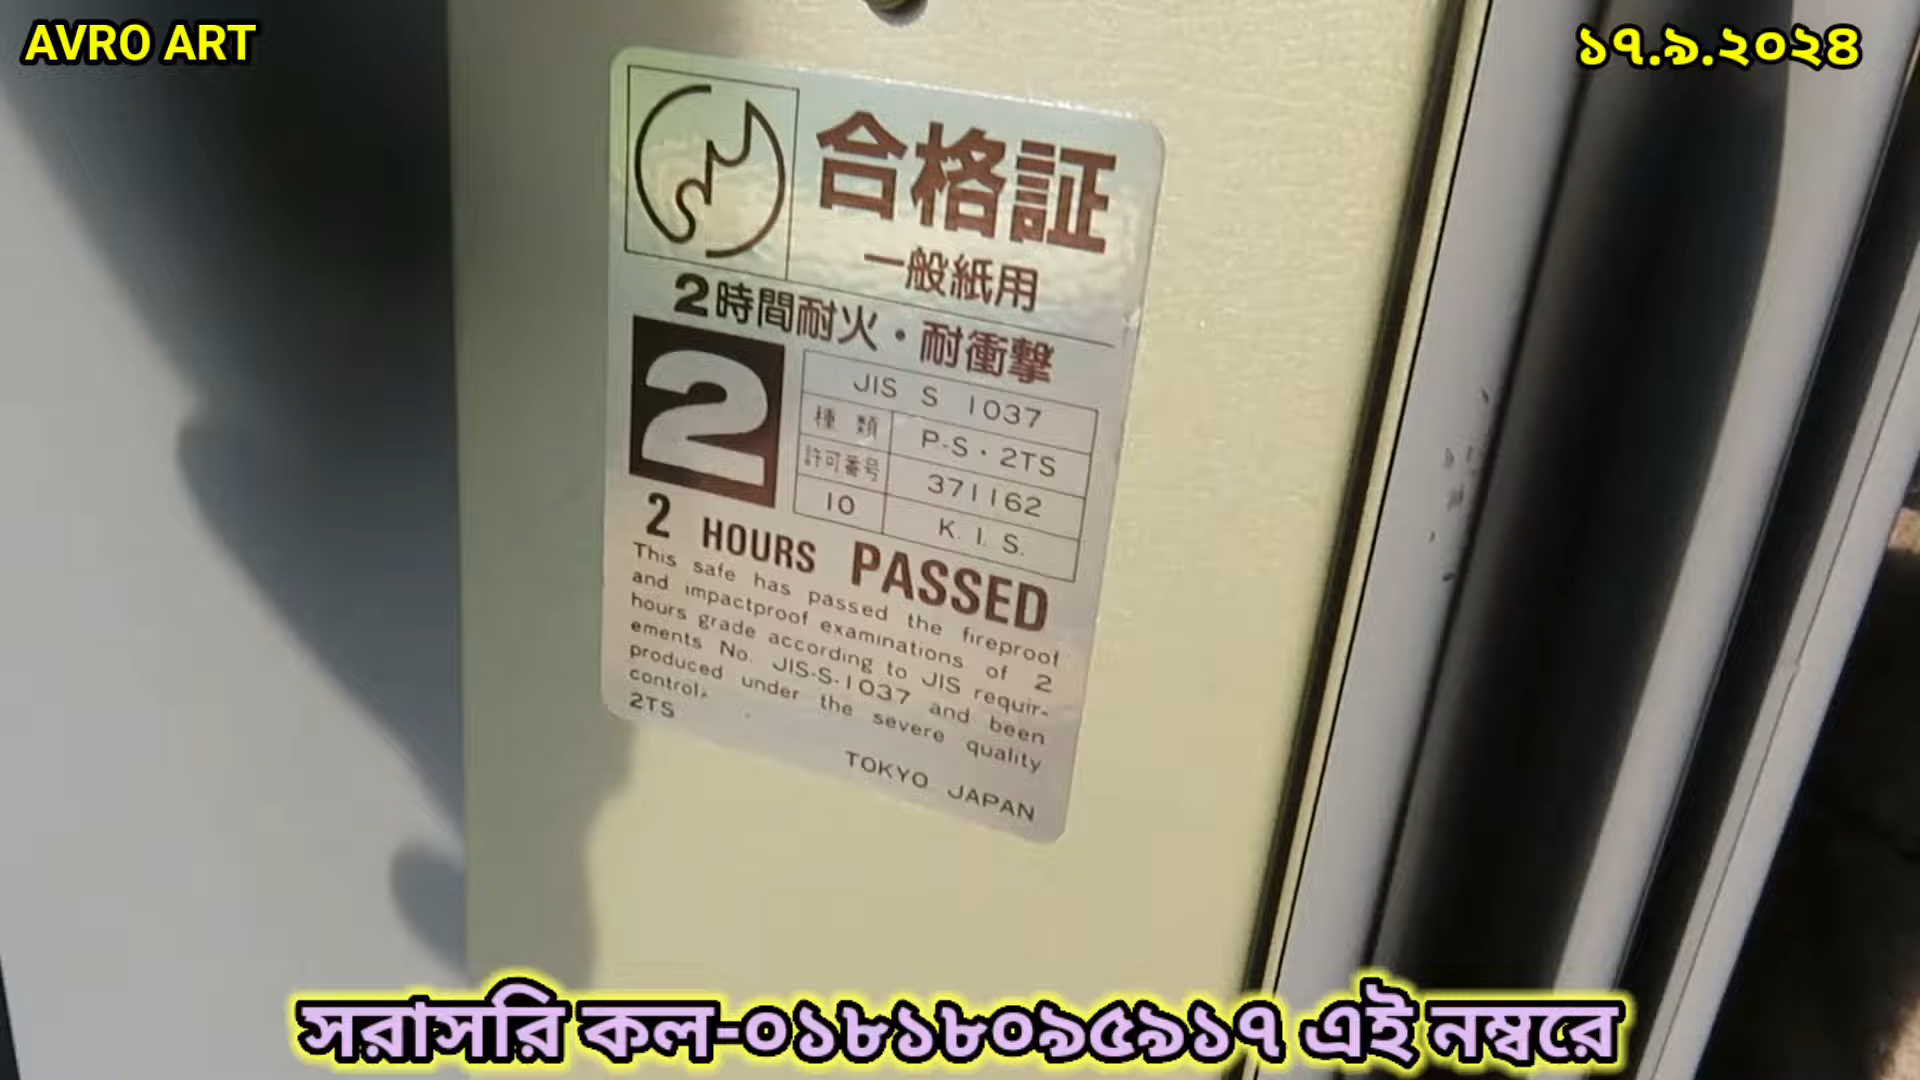 AVRO ART
১৭.৯.২০২৪
合格証
一般紙用
2時間耐火・耐衝撃
2
JIS S 1037
種類 P-S・2TS
許可番号 371162
10 K. I. S.
2 HOURS PASSED
This safe has passed the fireproof
and impactproof examinations of 2
hours grade according to JIS requir-
ements No. JIS-S-1037 and been
produced under the severe quality
control.
2TS
TOKYO JAPAN
সরাসরি কল-০১৮১৮০৯৫৯১৭ এই নম্বরে